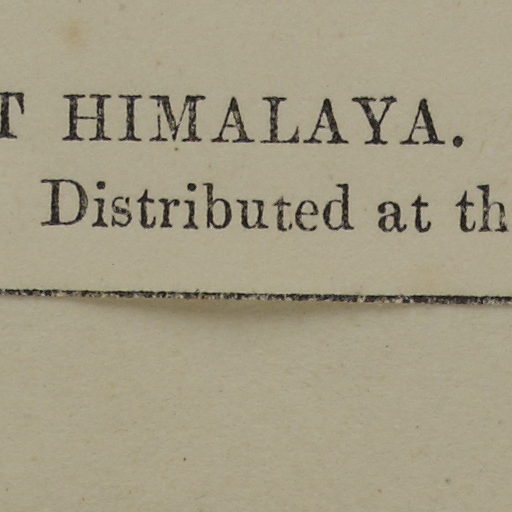 T HIMALAYA.
Distributed at th